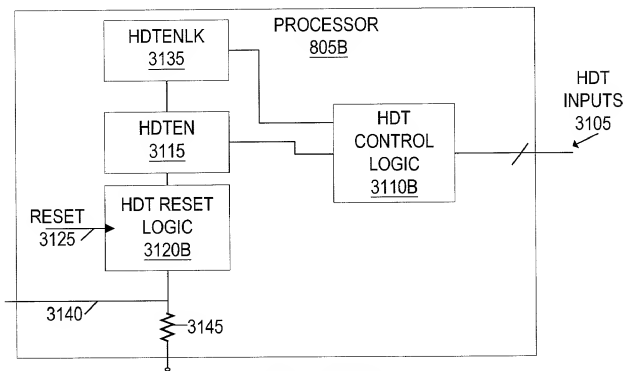 PROCESSOR
805B
HDTENLK
3135
HDT
INPUTS
3105
HDTEN
3115
HDT
CONTROL
LOGIC
3110B
HDT RESET
LOGIC
3120B
RESET
3125
3140
3145